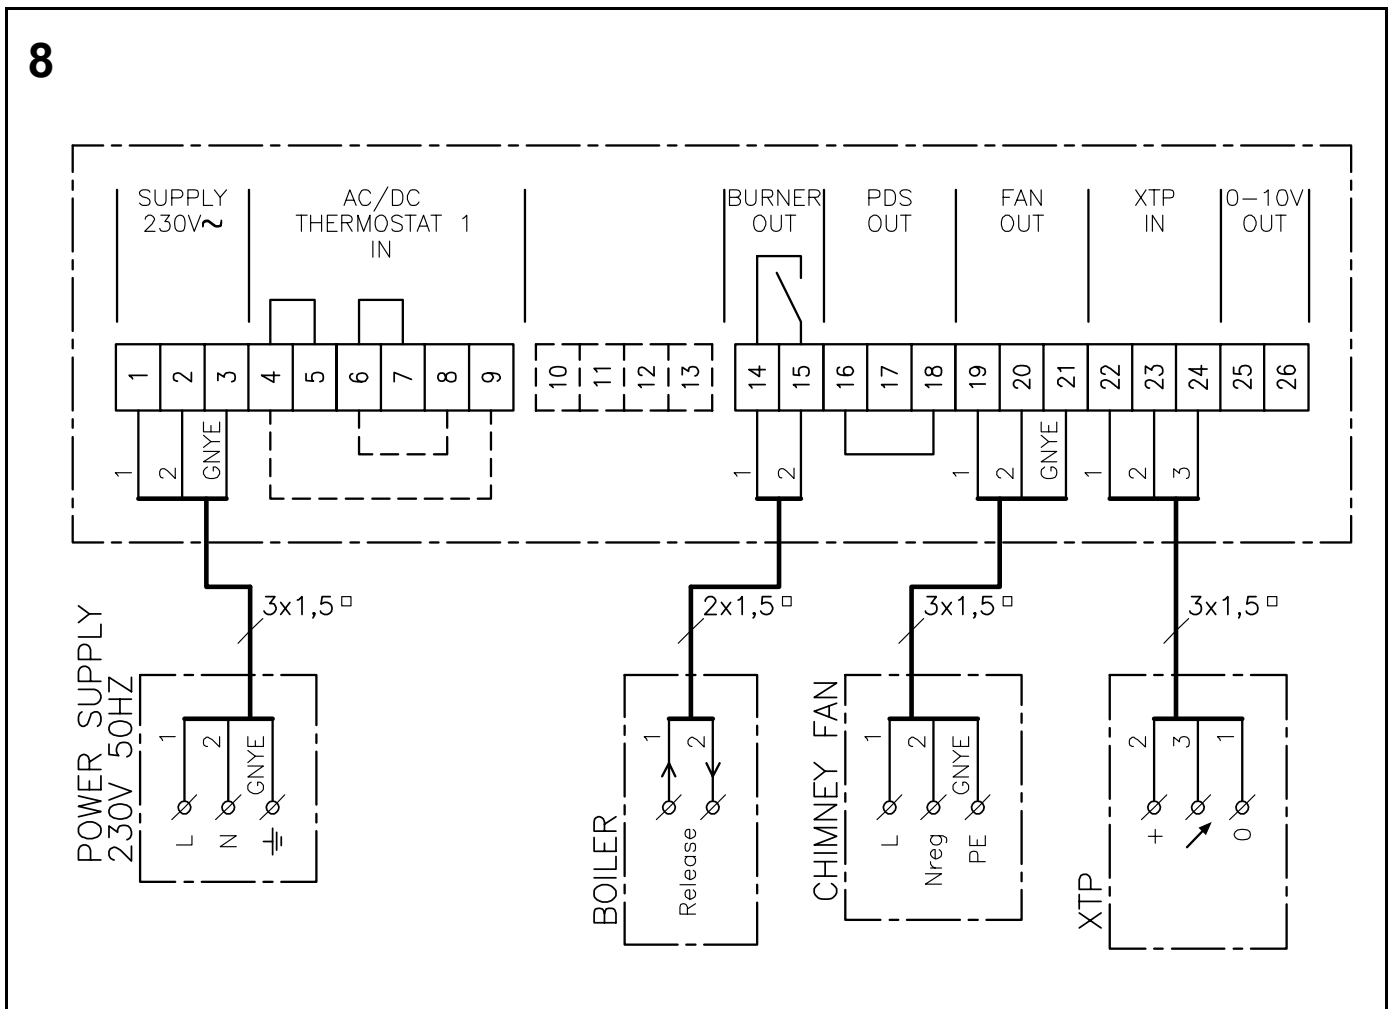 8
SUPPLY
230V~
AC/DC
THERMOSTAT 1
IN
BURNER
OUT
PDS
OUT
FAN
OUT
XTP
IN
0-10V
OUT
1 2 3 4 5 6 7 8 9 10 11 12 13 14 15 16 17 18 19 20 21 22 23 24 25 26
1 2 GNYE
1 2
1 2 GNYE
1 2 3
3x1,5□
2x1,5□
3x1,5□
3x1,5□
POWER SUPPLY
230V 50HZ
1 2 GNYE
L N
BOILER
1 2
Release
CHIMNEY FAN
1 2 GNYE
L Nreg PE
XTP
2 3 1
+ 0